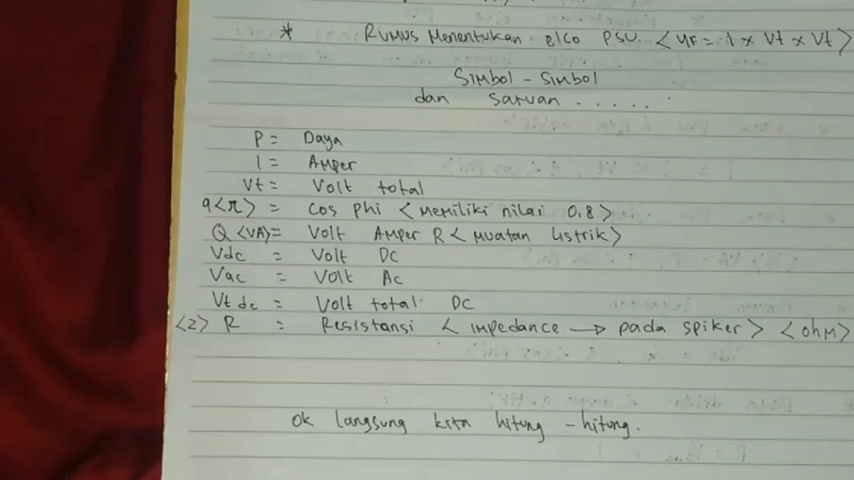 * Rumus Menentukan elco PSU <μF = 1 x Vt x Vt>
Simbol - Simbol
dan Satuan . . . . .
P = Daya
I = Amper
Vt = Volt total
φ <π> = cos phi <memiliki nilai 0.8>
Q <VA> = Volt Amper R <muatan listrik>
Vdc = Volt Dc
Vac = Volt Ac
Vt dc = Volt total Dc
<Z> R = Resistansi <impedance → pada spiker> <ohm>
Ok langsung kita hitung - hitung.